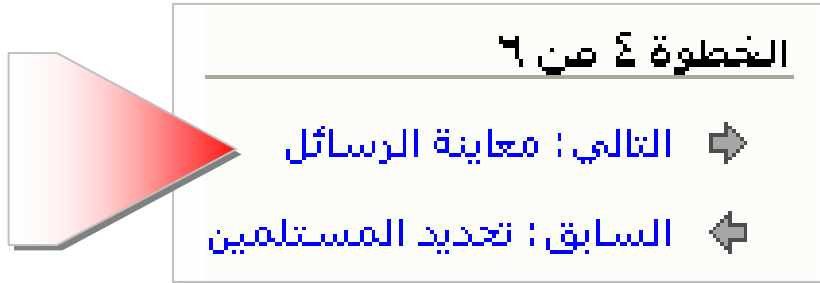 الخطوة ٤ من ٦
التالي: معاينة الرسائل
السابق: تحديد المستلمين